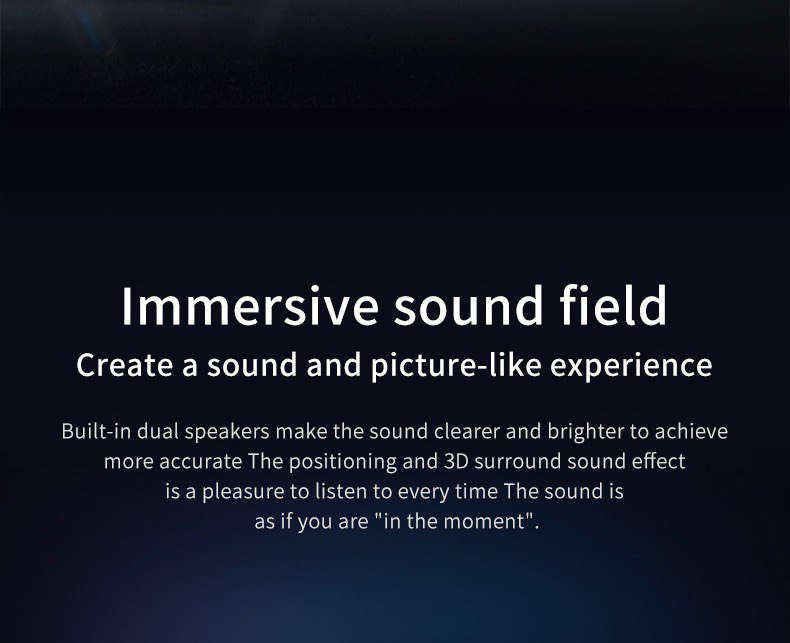 Immersive sound field
Create a sound and picture-like experience
Built-in dual speakers make the sound clearer and brighter to achieve
more accurate The positioning and 3D surround sound effect
is a pleasure to listen to every time The sound is
as if you are "in the moment".